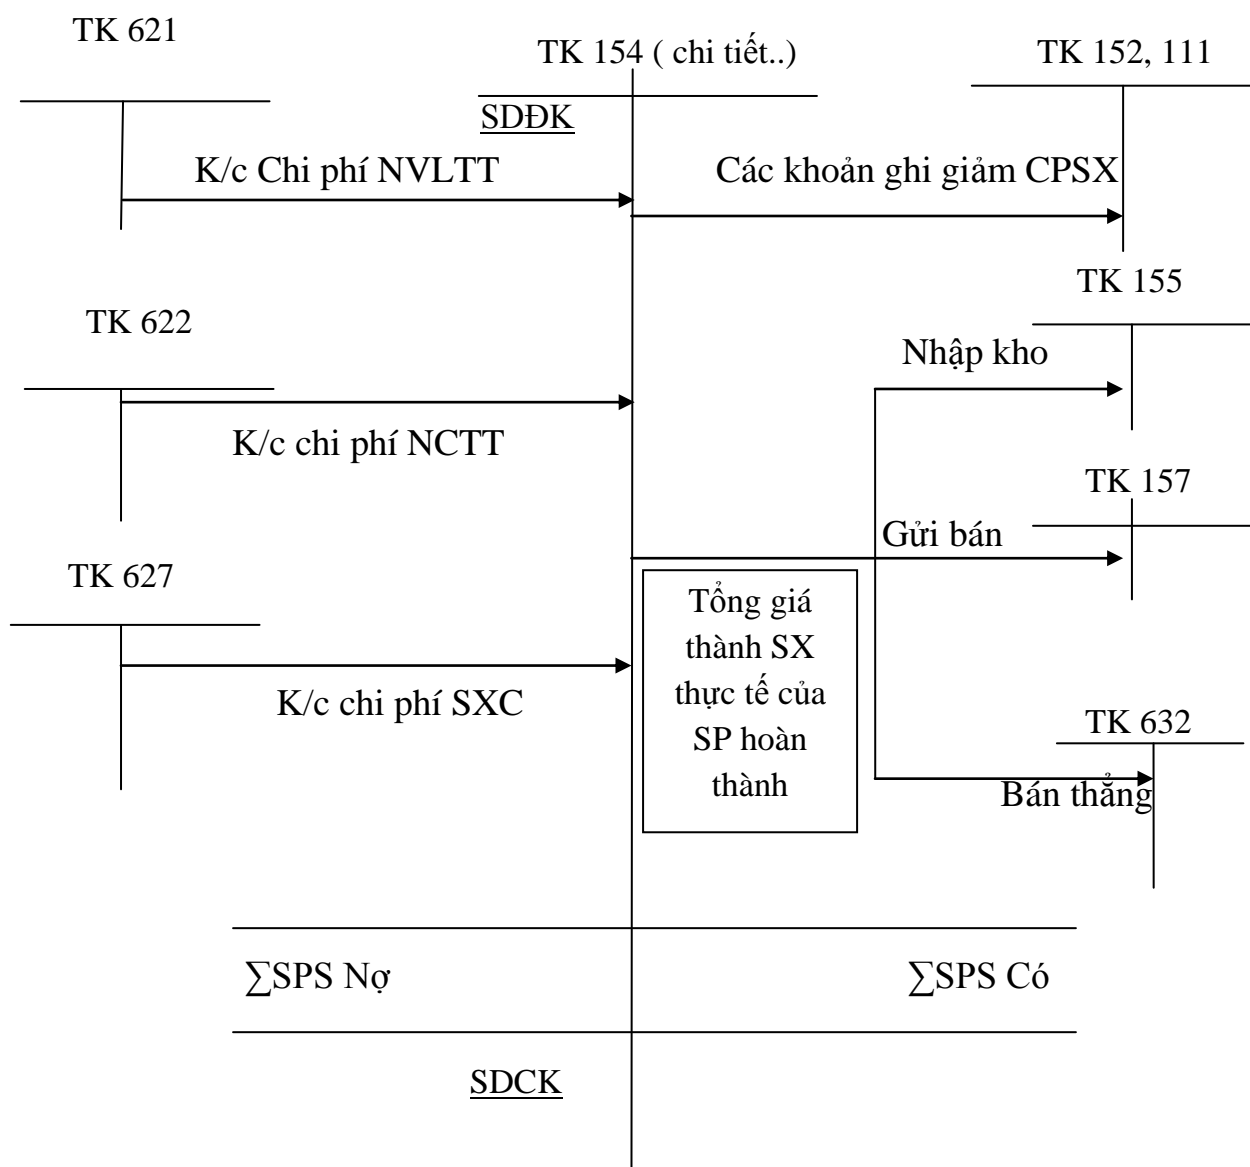 TK 621
TK 154 ( chi tiết..)
TK 152, 111
SDĐK
K/c Chi phí NVLTT
Các khoản ghi giảm CPSX
TK 155
TK 622
Nhập kho
K/c chi phí NCTT
TK 157
Gửi bán
TK 627
Tổng giá
thành SX
thực tế của
SP hoàn
thành
K/c chi phí SXC
TK 632
Bán thẳng
∑SPS Nợ
∑SPS Có
SDCK